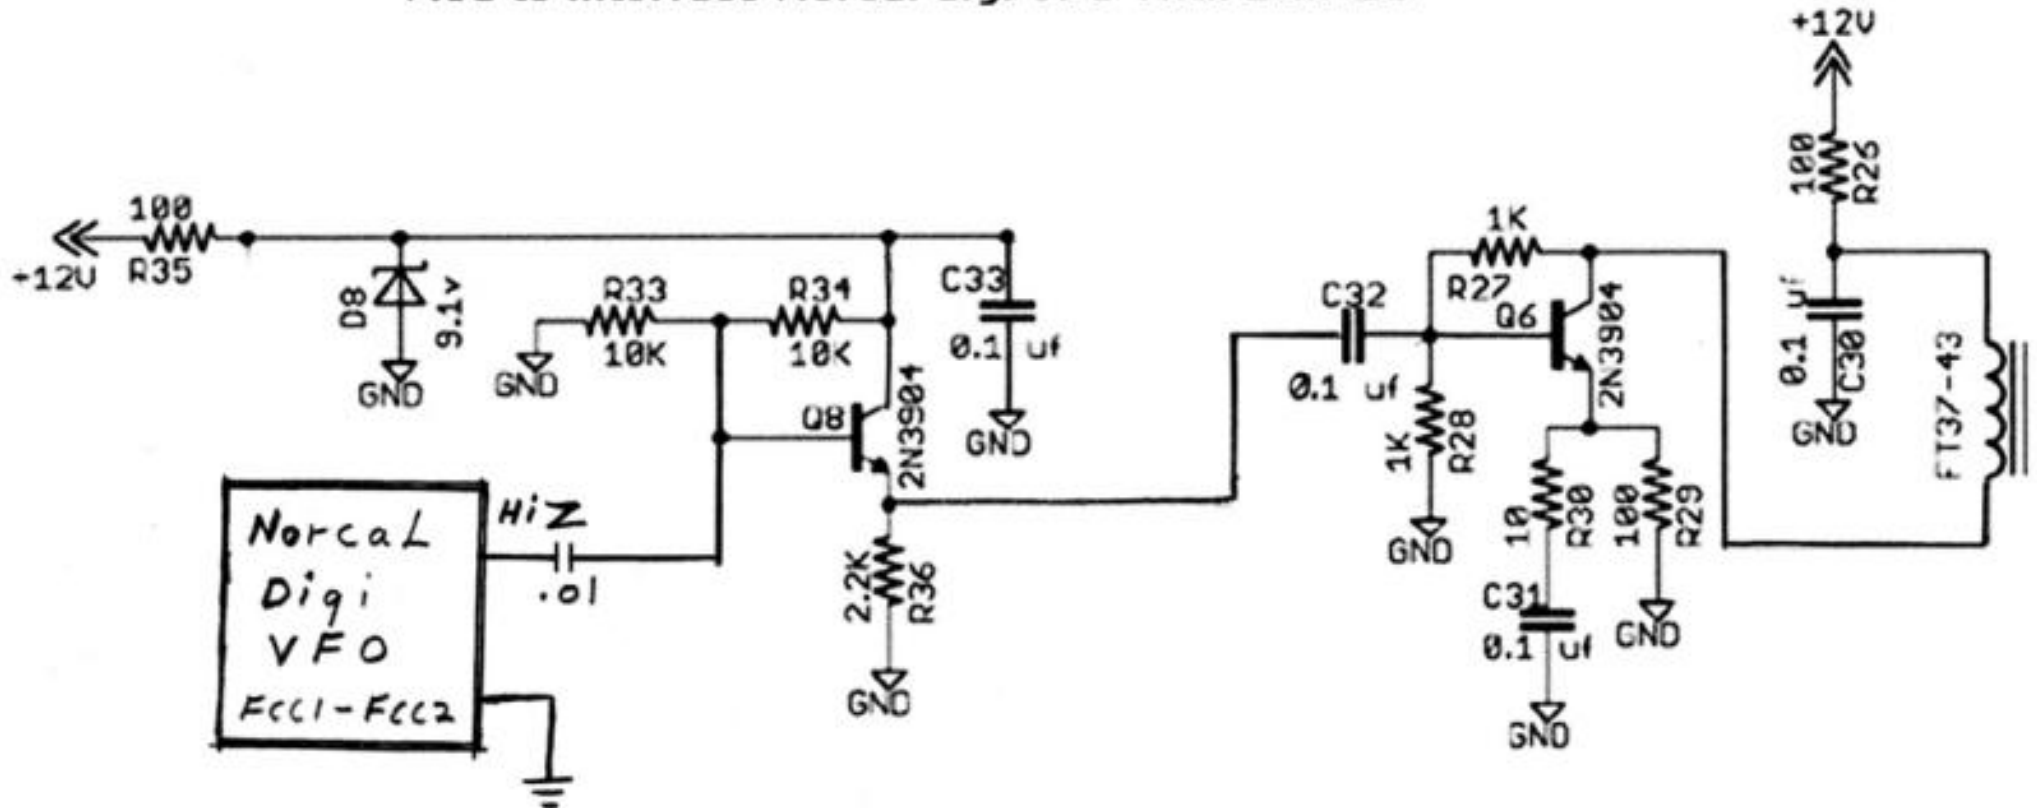 +12V
100
R26
0.1 uf
C30
GND
FT37-43
100
R35
+12V
D8
9.1v
GND
R33
10K
GND
R34
10K
C33
0.1 uf
GND
Q8
2N3904
2.2K
R36
GND
NorcaL
Digi
VFO
FCC1-FCC2
HiZ
.01
C32
0.1 uf
1K
R27
Q6
2N3904
1K
R28
GND
10
R30
100
R29
GND
C31
0.1 uf
GND